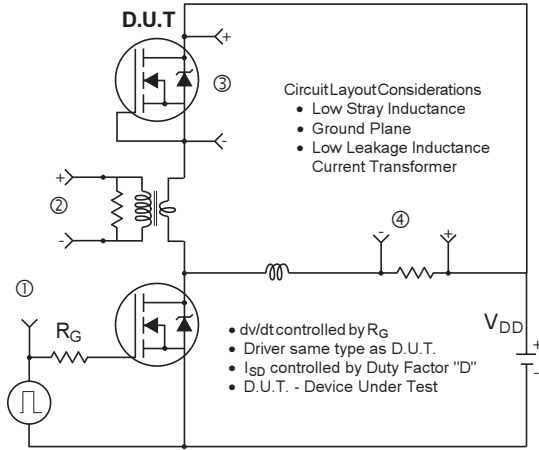 D.U.T
+
③
-
Circuit Layout Considerations
• Low Stray Inductance
• Ground Plane
• Low Leakage Inductance
Current Transformer
+
②
-
④
-
+
①
RG
• dv/dt controlled by RG
• Driver same type as D.U.T.
• ISD controlled by Duty Factor "D"
• D.U.T. - Device Under Test
VDD
+
-